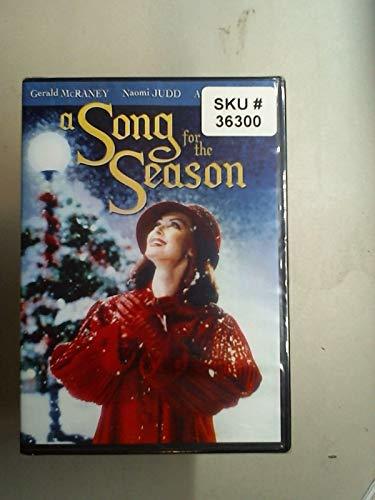 Gerald McRANEY Naomi JUDD A
SKU #
36300
a Song
for
the
Season